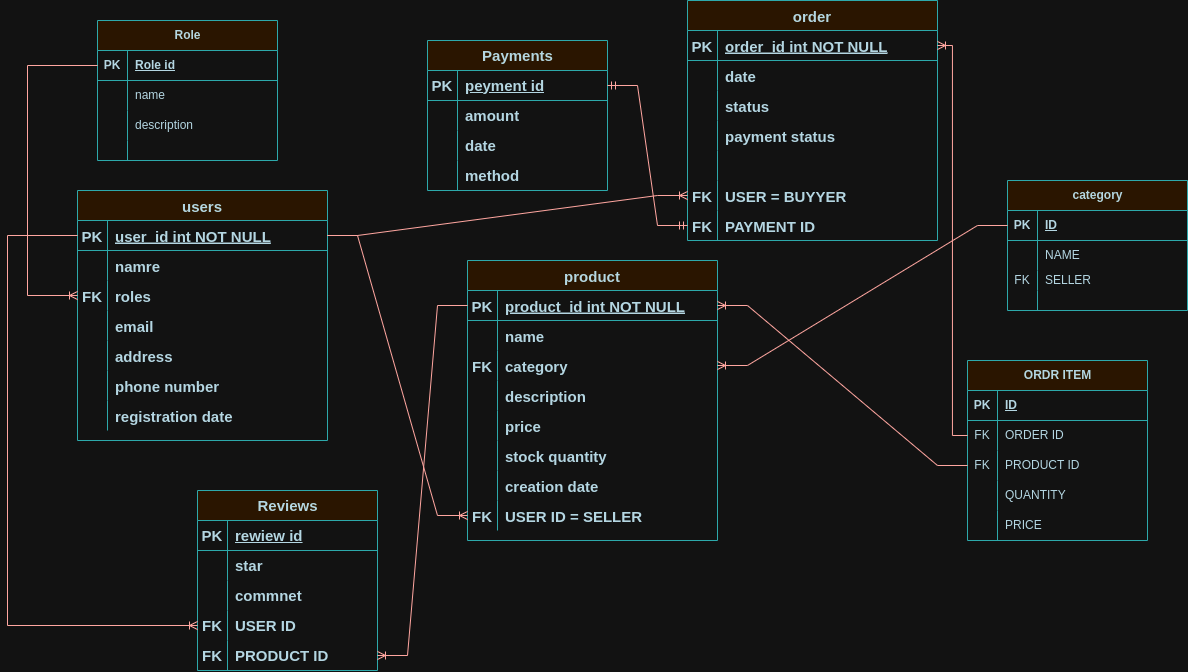 Role
PK Role id
name
description
Payments
PK peyment id
amount
date
method
order
PK order_id int NOT NULL
date
status
payment status
FK USER = BUYYER
FK PAYMENT ID
users
PK user_id int NOT NULL
namre
FK roles
email
address
phone number
registration date
product
PK product_id int NOT NULL
name
FK category
description
price
stock quantity
creation date
FK USER ID = SELLER
category
PK ID
NAME
FK SELLER
ORDR ITEM
PK ID
FK ORDER ID
FK PRODUCT ID
QUANTITY
PRICE
Reviews
PK rewiew id
star
commnet
FK USER ID
FK PRODUCT ID